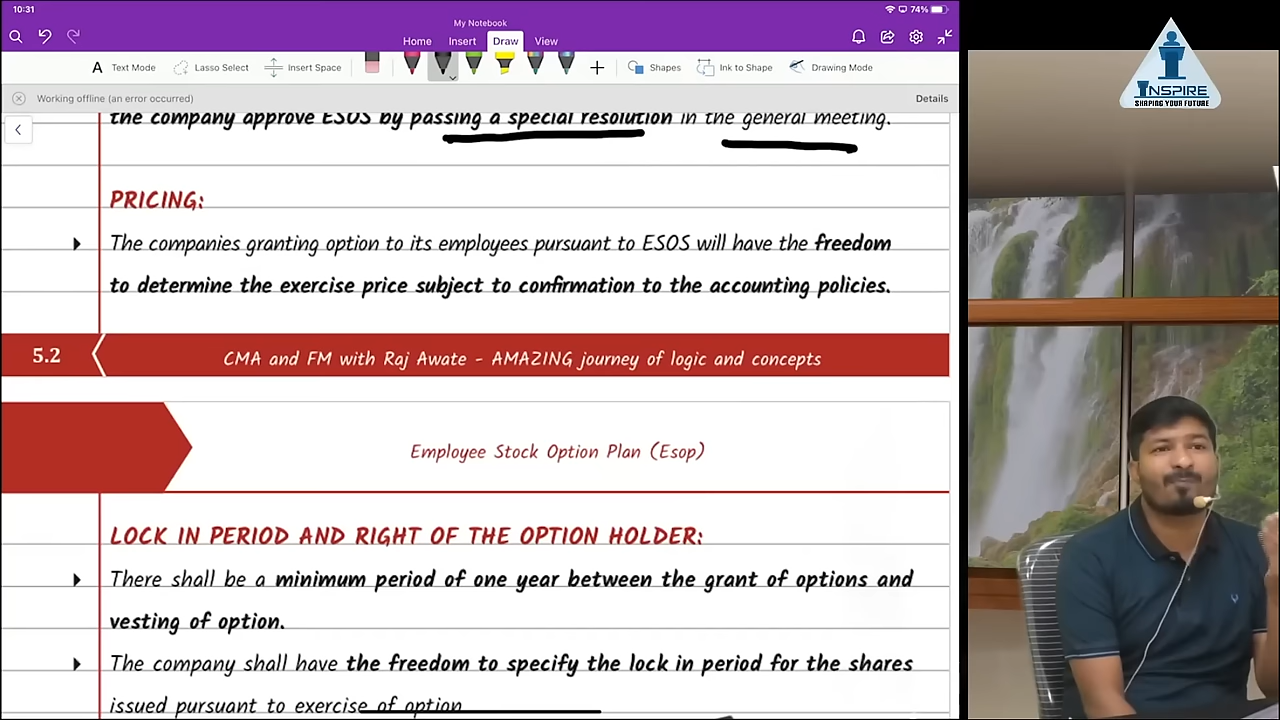 10:31
74%
My Notebook
Home Insert Draw View
Text Mode Lasso Select Insert Space Shapes Ink to Shape Drawing Mode
Working offline (an error occurred) Details
the company approve ESOS by passing a special resolution in the general meeting.
PRICING:
The companies granting option to its employees pursuant to ESOS will have the freedom
to determine the exercise price subject to confirmation to the accounting policies.
5.2 CMA and FM with Raj Awate - AMAZING journey of logic and concepts
Employee Stock Option Plan (Esop)
LOCK IN PERIOD AND RIGHT OF THE OPTION HOLDER:
There shall be a minimum period of one year between the grant of options and
vesting of option.
The company shall have the freedom to specify the lock in period for the shares
issued pursuant to exercise of option
INSPIRE
SHAPING YOUR FUTURE